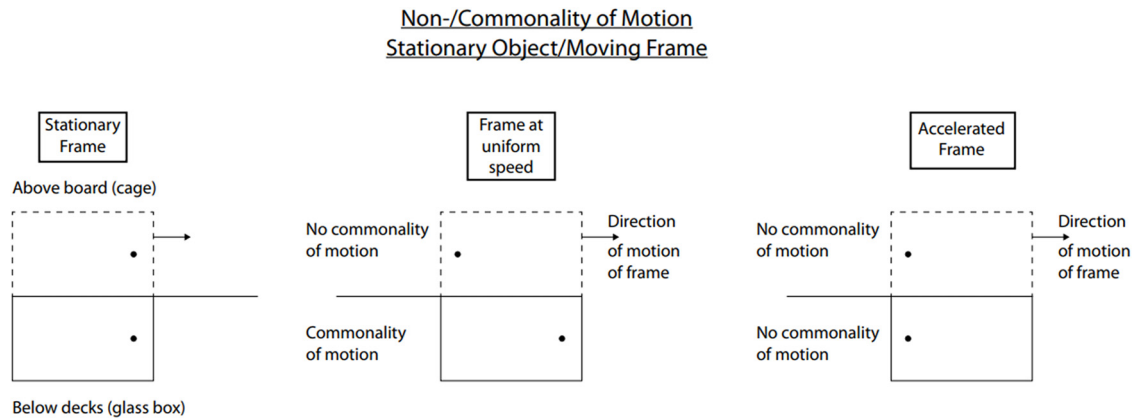 Non-/Commonality of Motion
Stationary Object/Moving Frame
Stationary
Frame
Above board (cage)
Below decks (glass box)
Frame at
uniform
speed
No commonality
of motion
Direction
of motion
of frame
Commonality
of motion
Accelerated
Frame
No commonality
of motion
Direction
of motion
of frame
No commonality
of motion